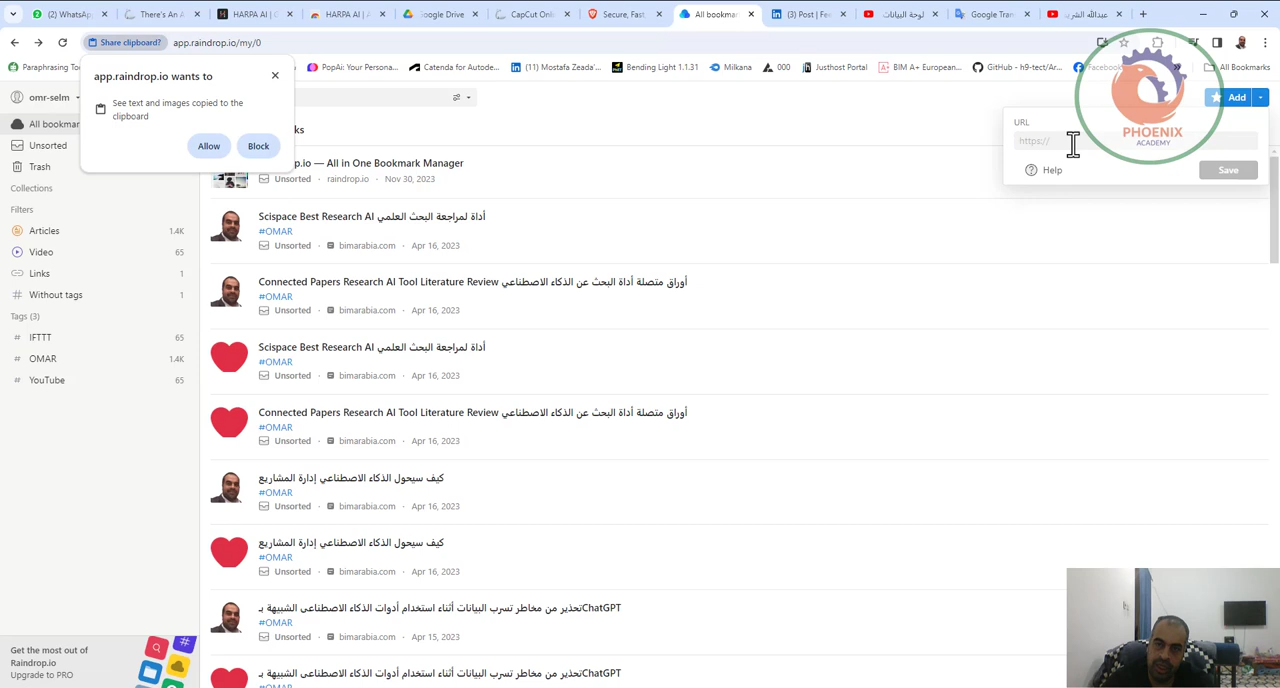 (2) WhatsA
There's An A
HARPA AI | C
HARPA AI | A
Google Drive
CapCut Onl
Secure, Fast
All bookmar
(3) Post | Fee
لوحة البيانات
Google Tran
عبدالله الشري
Share clipboard?
app.raindrop.io/my/0
Paraphrasing To
PopAi: Your Persona...
Autode...
(11) Mostafa Zeada'...
Bending Light 1.1.31
Milkana
000
Justhost Portal
BIM A+ European...
GitHub - h9-tect/Ar...
Facebook
All Bookmarks
app.raindrop.io wants to
See text and images copied to the
clipboard
Allow
Block
omr-selm
Add
PHOENIX
ACADEMY
URL
https://
Help
Save
All bookmar
Unsorted
Trash
Collections
Filters
Articles 1.4K
Video 65
Links 1
Without tags 1
Tags (3)
IFTTT 65
OMAR 1.4K
YouTube 65
Get the most out of
Raindrop.io
Upgrade to PRO
ks
p.io — All in One Bookmark Manager
Unsorted · raindrop.io · Nov 30, 2023
Scispace Best Research AI أداة لمراجعة البحث العلمي
#OMAR
Unsorted · bimarabia.com · Apr 16, 2023
Connected Papers Research AI Tool Literature Review أوراق متصلة أداة البحث عن الذكاء الاصطناعي
#OMAR
Unsorted · bimarabia.com · Apr 16, 2023
Scispace Best Research AI أداة لمراجعة البحث العلمي
#OMAR
Unsorted · bimarabia.com · Apr 16, 2023
Connected Papers Research AI Tool Literature Review أوراق متصلة أداة البحث عن الذكاء الاصطناعي
#OMAR
Unsorted · bimarabia.com · Apr 16, 2023
كيف سيحول الذكاء الاصطناعي إدارة المشاريع
#OMAR
Unsorted · bimarabia.com · Apr 16, 2023
كيف سيحول الذكاء الاصطناعي إدارة المشاريع
#OMAR
Unsorted · bimarabia.com · Apr 16, 2023
تحذير من مخاطر تسرب البيانات أثناء استخدام أدوات الذكاء الاصطناعي الشبيهة بـ ChatGPT
#OMAR
Unsorted · bimarabia.com · Apr 15, 2023
تحذير من مخاطر تسرب البيانات أثناء استخدام أدوات الذكاء الاصطناعي الشبيهة بـ ChatGPT